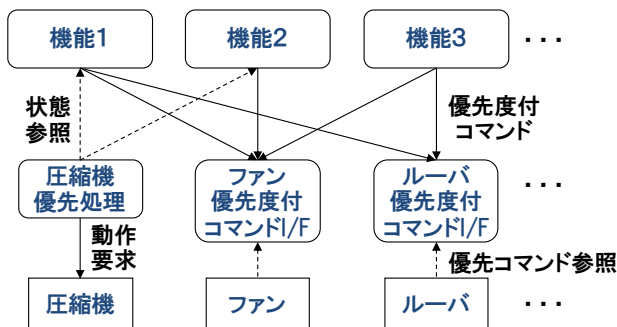 機能1
機能2
機能3
・・・
状態
参照
優先度付
コマンド
圧縮機
優先処理
ファン
優先度付
コマンドI/F
ルーバ
優先度付
コマンドI/F
・・・
動作
要求
優先コマンド参照
圧縮機
ファン
ルーバ
・・・